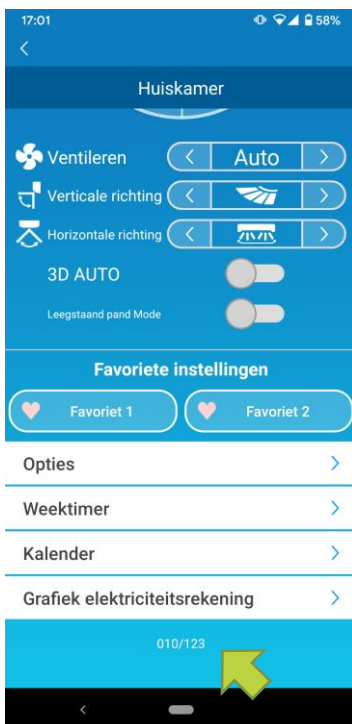 17:01 58%
Huiskamer
Ventileren Auto
Verticale richting
Horizontale richting
3D AUTO
Leegstaand pand Mode
Favoriete instellingen
Favoriet 1 Favoriet 2
Opties
Weektimer
Kalender
Grafiek elektriciteitsrekening
010/123